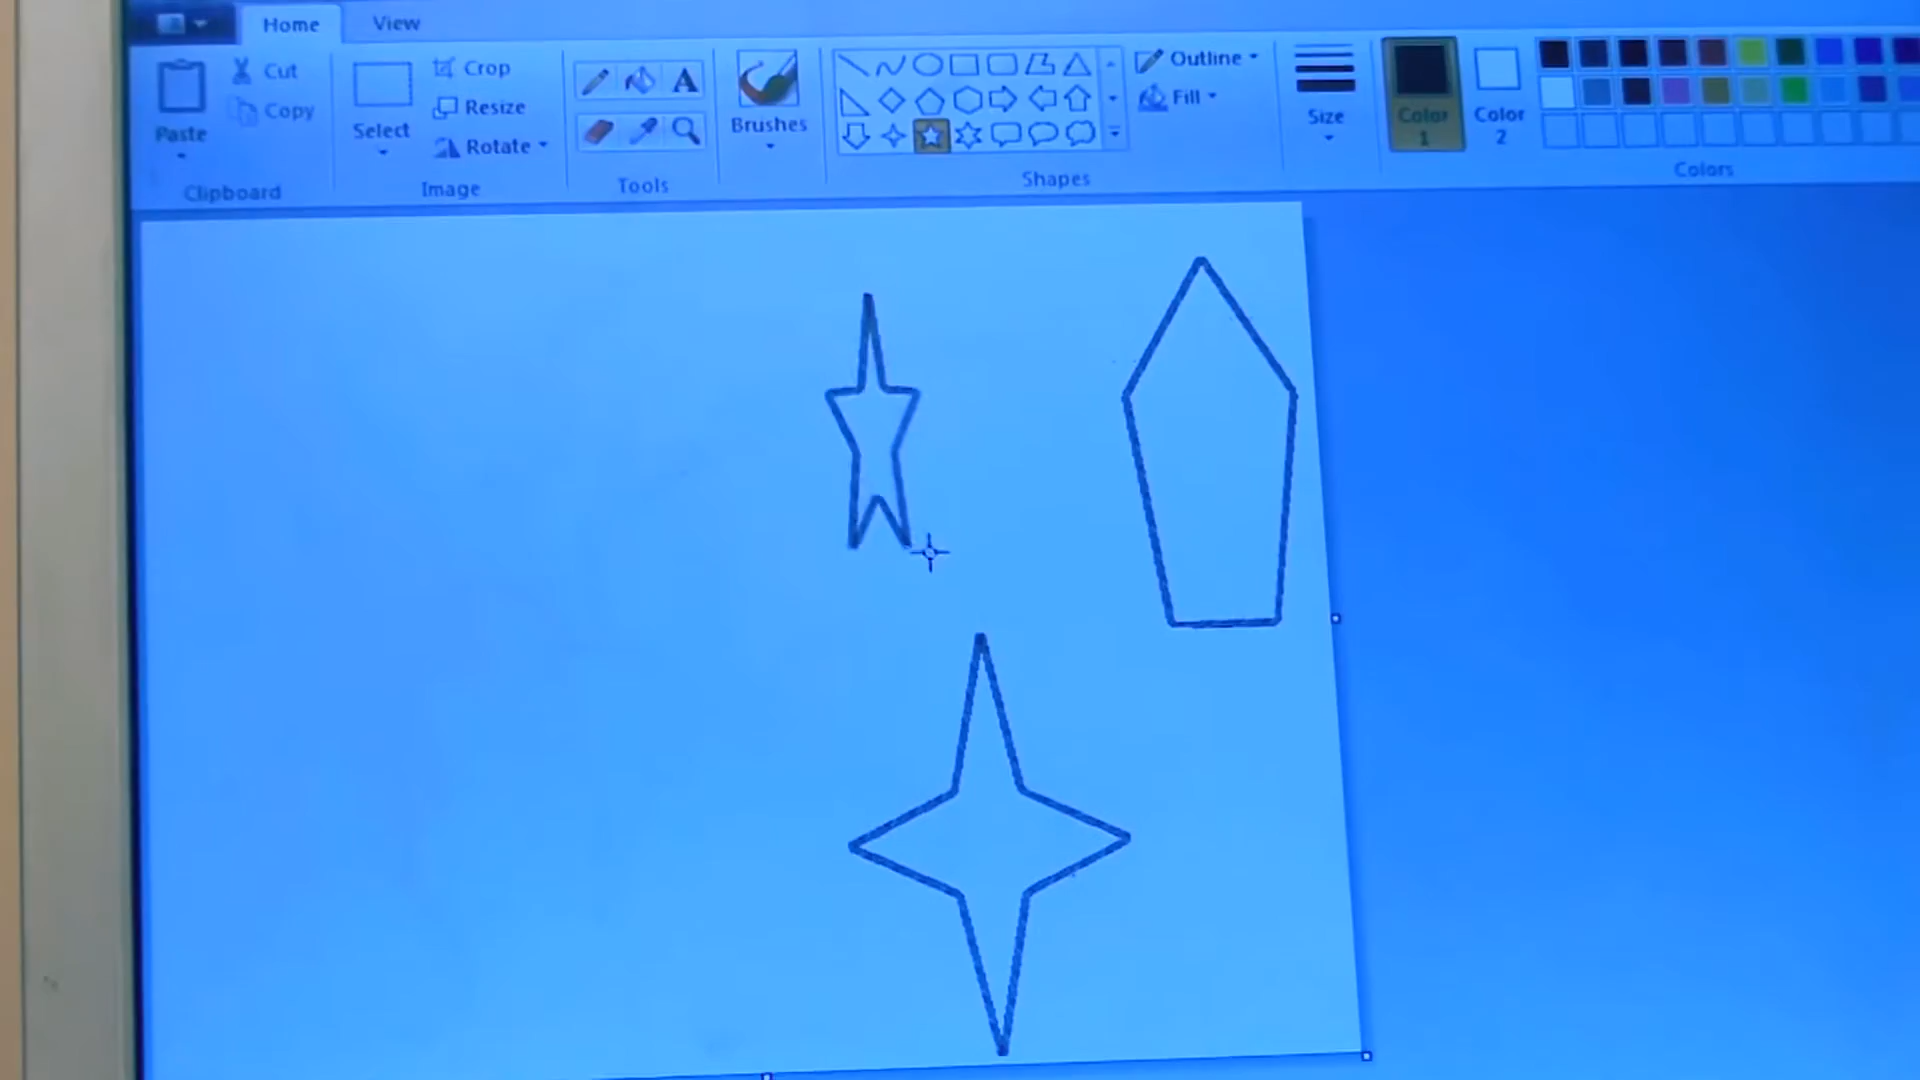 Home View
Cut
Copy
Paste
Clipboard
Crop
Resize
Rotate
Select
Image
A
Tools
Brushes
Shapes
Outline
Fill
Size
Color
1
Color
2
Colors